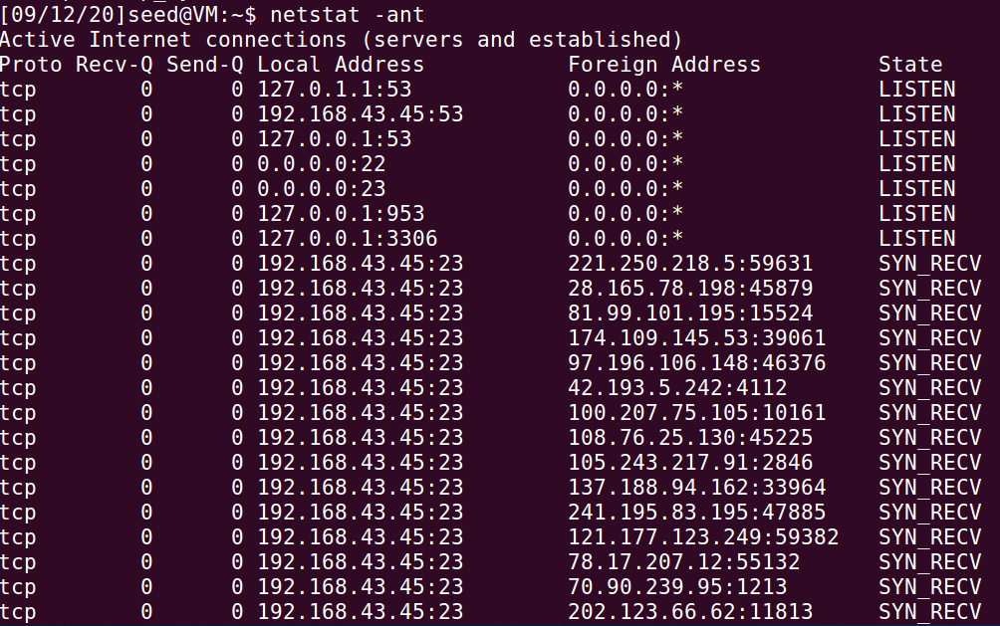 [09/12/20]seed@VM:~$ netstat -ant
Active Internet connections (servers and established)
Proto Recv-Q Send-Q Local Address           Foreign Address         State
tcp        0      0 127.0.1.1:53            0.0.0.0:*               LISTEN
tcp        0      0 192.168.43.45:53        0.0.0.0:*               LISTEN
tcp        0      0 127.0.0.1:53            0.0.0.0:*               LISTEN
tcp        0      0 0.0.0.0:22              0.0.0.0:*               LISTEN
tcp        0      0 0.0.0.0:23              0.0.0.0:*               LISTEN
tcp        0      0 127.0.0.1:953           0.0.0.0:*               LISTEN
tcp        0      0 127.0.0.1:3306          0.0.0.0:*               LISTEN
tcp        0      0 192.168.43.45:23        221.250.218.5:59631     SYN_RECV
tcp        0      0 192.168.43.45:23        28.165.78.198:45879     SYN_RECV
tcp        0      0 192.168.43.45:23        81.99.101.195:15524     SYN_RECV
tcp        0      0 192.168.43.45:23        174.109.145.53:39061    SYN_RECV
tcp        0      0 192.168.43.45:23        97.196.106.148:46376    SYN_RECV
tcp        0      0 192.168.43.45:23        42.193.5.242:4112       SYN_RECV
tcp        0      0 192.168.43.45:23        100.207.75.105:10161    SYN_RECV
tcp        0      0 192.168.43.45:23        108.76.25.130:45225     SYN_RECV
tcp        0      0 192.168.43.45:23        105.243.217.91:2846     SYN_RECV
tcp        0      0 192.168.43.45:23        137.188.94.162:33964    SYN_RECV
tcp        0      0 192.168.43.45:23        241.195.83.195:47885    SYN_RECV
tcp        0      0 192.168.43.45:23        121.177.123.249:59382   SYN_RECV
tcp        0      0 192.168.43.45:23        78.17.207.12:55132      SYN_RECV
tcp        0      0 192.168.43.45:23        70.90.239.95:1213       SYN_RECV
tcp        0      0 192.168.43.45:23        202.123.66.62:11813     SYN_RECV